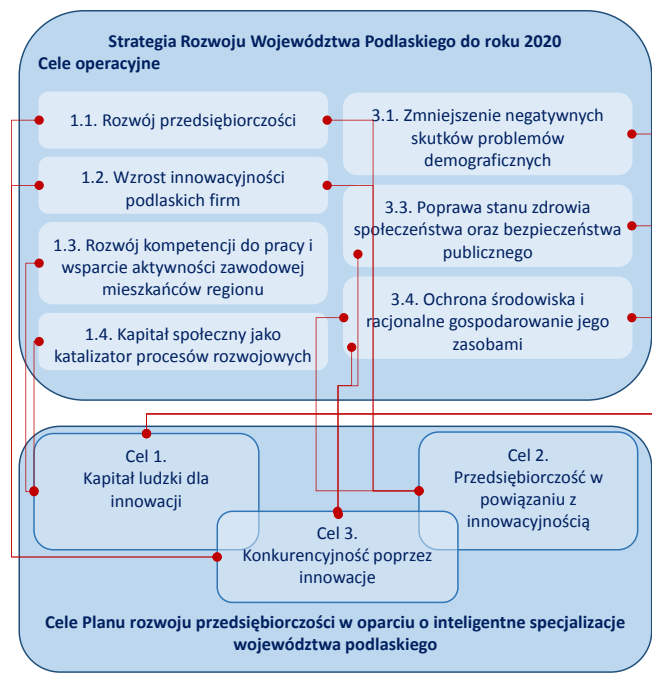 Strategia Rozwoju Województwa Podlaskiego do roku 2020
Cele operacyjne
1.1. Rozwój przedsiębiorczości
1.2. Wzrost innowacyjności
podlaskich firm
1.3. Rozwój kompetencji do pracy i
wsparcie aktywności zawodowej
mieszkańców regionu
1.4. Kapitał społeczny jako
katalizator procesów rozwojowych
3.1. Zmniejszenie negatywnych
skutków problemów
demograficznych
3.3. Poprawa stanu zdrowia
społeczeństwa oraz bezpieczeństwa
publicznego
3.4. Ochrona środowiska i
racjonalne gospodarowanie jego
zasobami
Cel 1.
Kapitał ludzki dla
innowacji
Cel 2.
Przedsiębiorczość w
powiązaniu z
innowacyjnością
Cel 3.
Konkurencyjność poprzez
innowacje
Cele Planu rozwoju przedsiębiorczości w oparciu o inteligentne specjalizacje
województwa podlaskiego